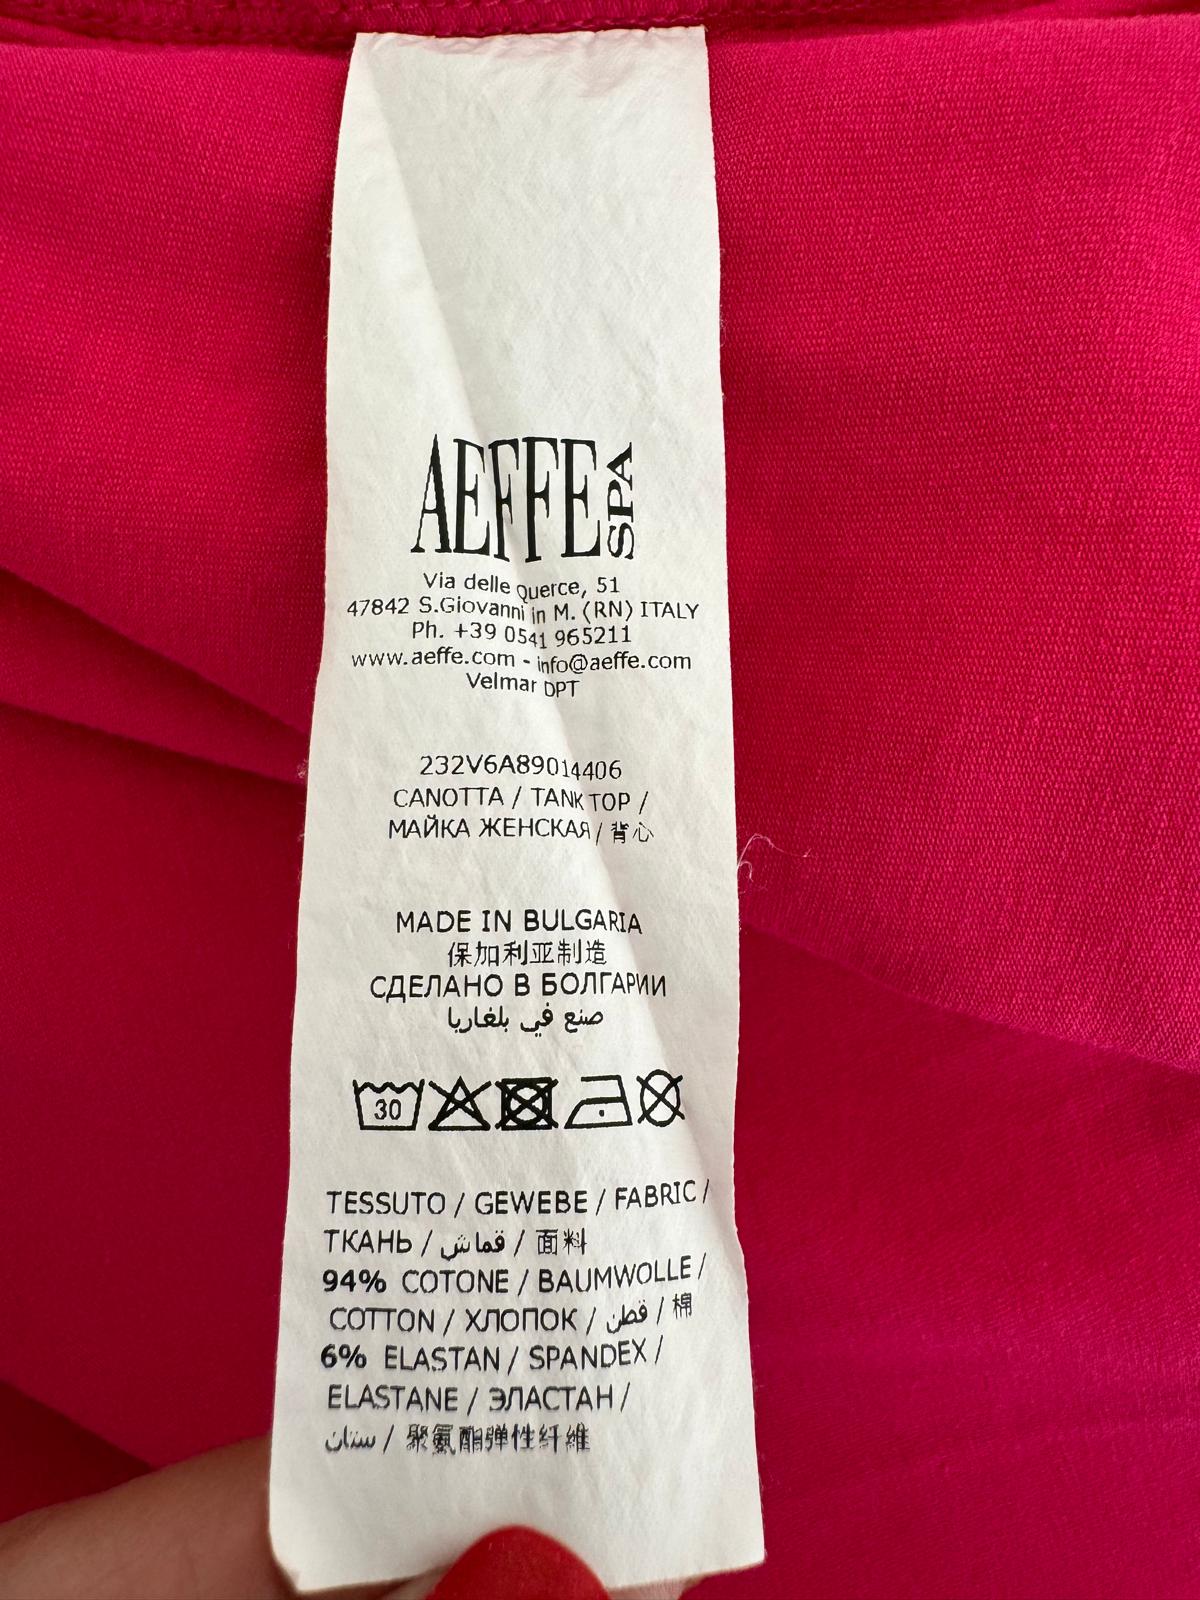 AEFFE SPA
Via delle Querce, 51
47842 S.Giovanni in M. (RN) ITALY
Ph. +39 0541 965211
www.aeffe.com - info@aeffe.com
Velmar DPT
232V6A89014406
CANOTTA / TANK TOP /
МАЙКА ЖЕНСКАЯ / 背心
MADE IN BULGARIA
保加利亚制造
СДЕЛАНО В БОЛГАРИИ
صنع في بلغاريا
30
TESSUTO / GEWEBE / FABRIC /
ТКАНЬ / قماش / 面料
94% COTONE / BAUMWOLLE /
COTTON / ХЛОПОК / قطن / 棉
6% ELASTAN / SPANDEX /
ELASTANE / ЭЛАСТАН /
ستان / 聚氨酯弹性纤维